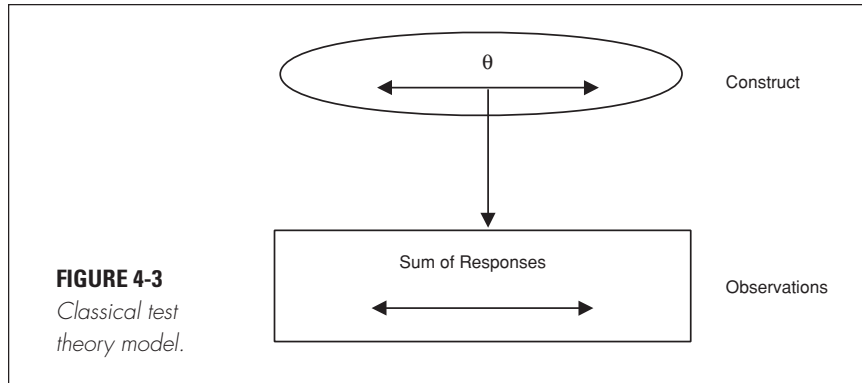 θ
Construct
Sum of Responses
Observations
FIGURE 4-3
Classical test
theory model.